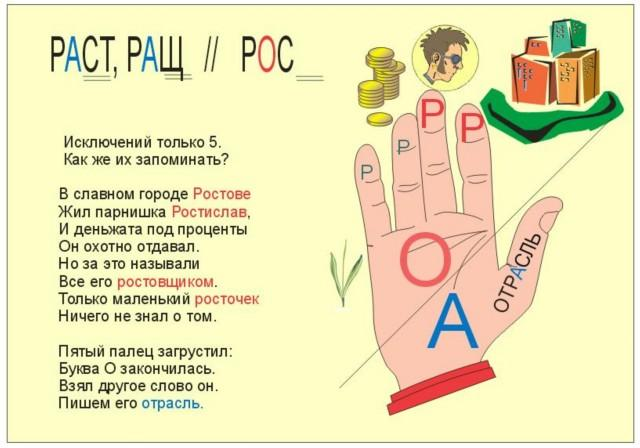 РАСТ, РАЩ // РОС
Исключений только 5.
Как же их запоминать?
В славном городе Ростове
Жил парнишка Ростислав,
И деньжата под проценты
Он охотно отдавал.
Но за это называли
Все его ростовщиком.
Только маленький росточек
Ничего не знал о том.
Пятый палец загрустил:
Буква О закончилась.
Взял другое слово он.
Пишем его отрасль.
Р
Р
Р
Р
О
А
ОТРАСЛЬ